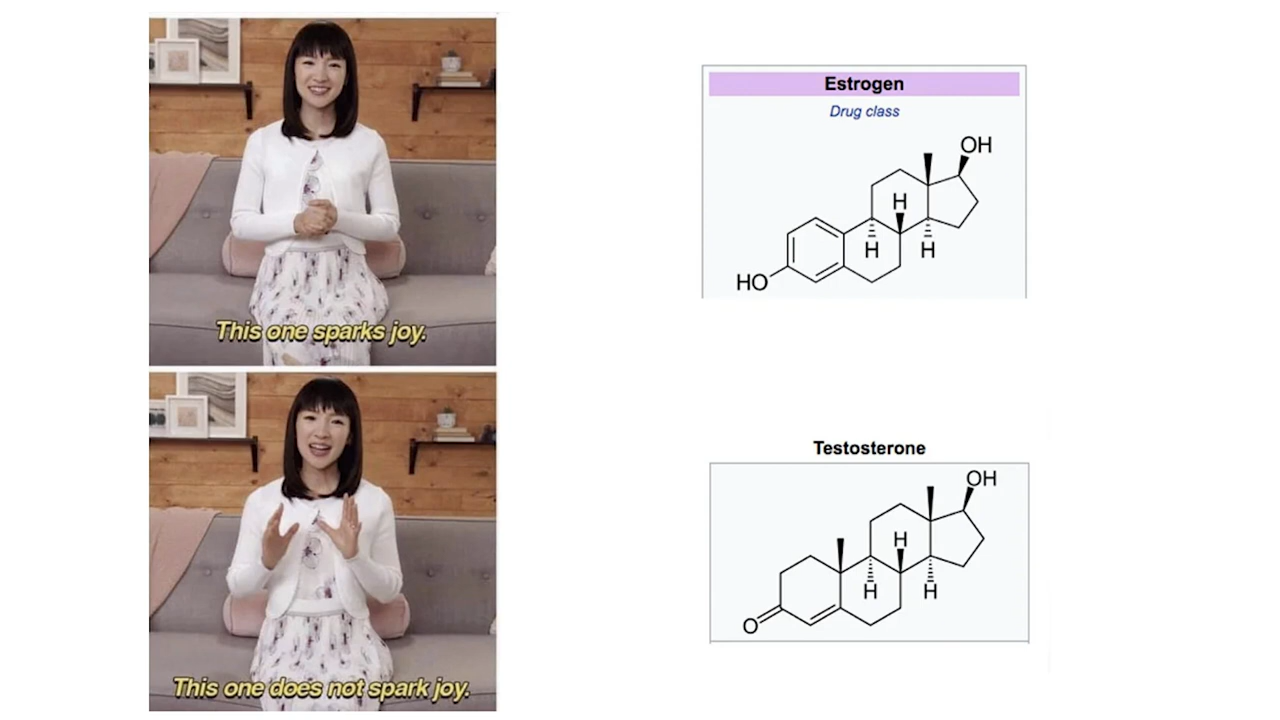 This one sparks joy.
Estrogen
Drug class
OH
H
H
H
HO
This one does not spark joy.
Testosterone
OH
H
H
H
O